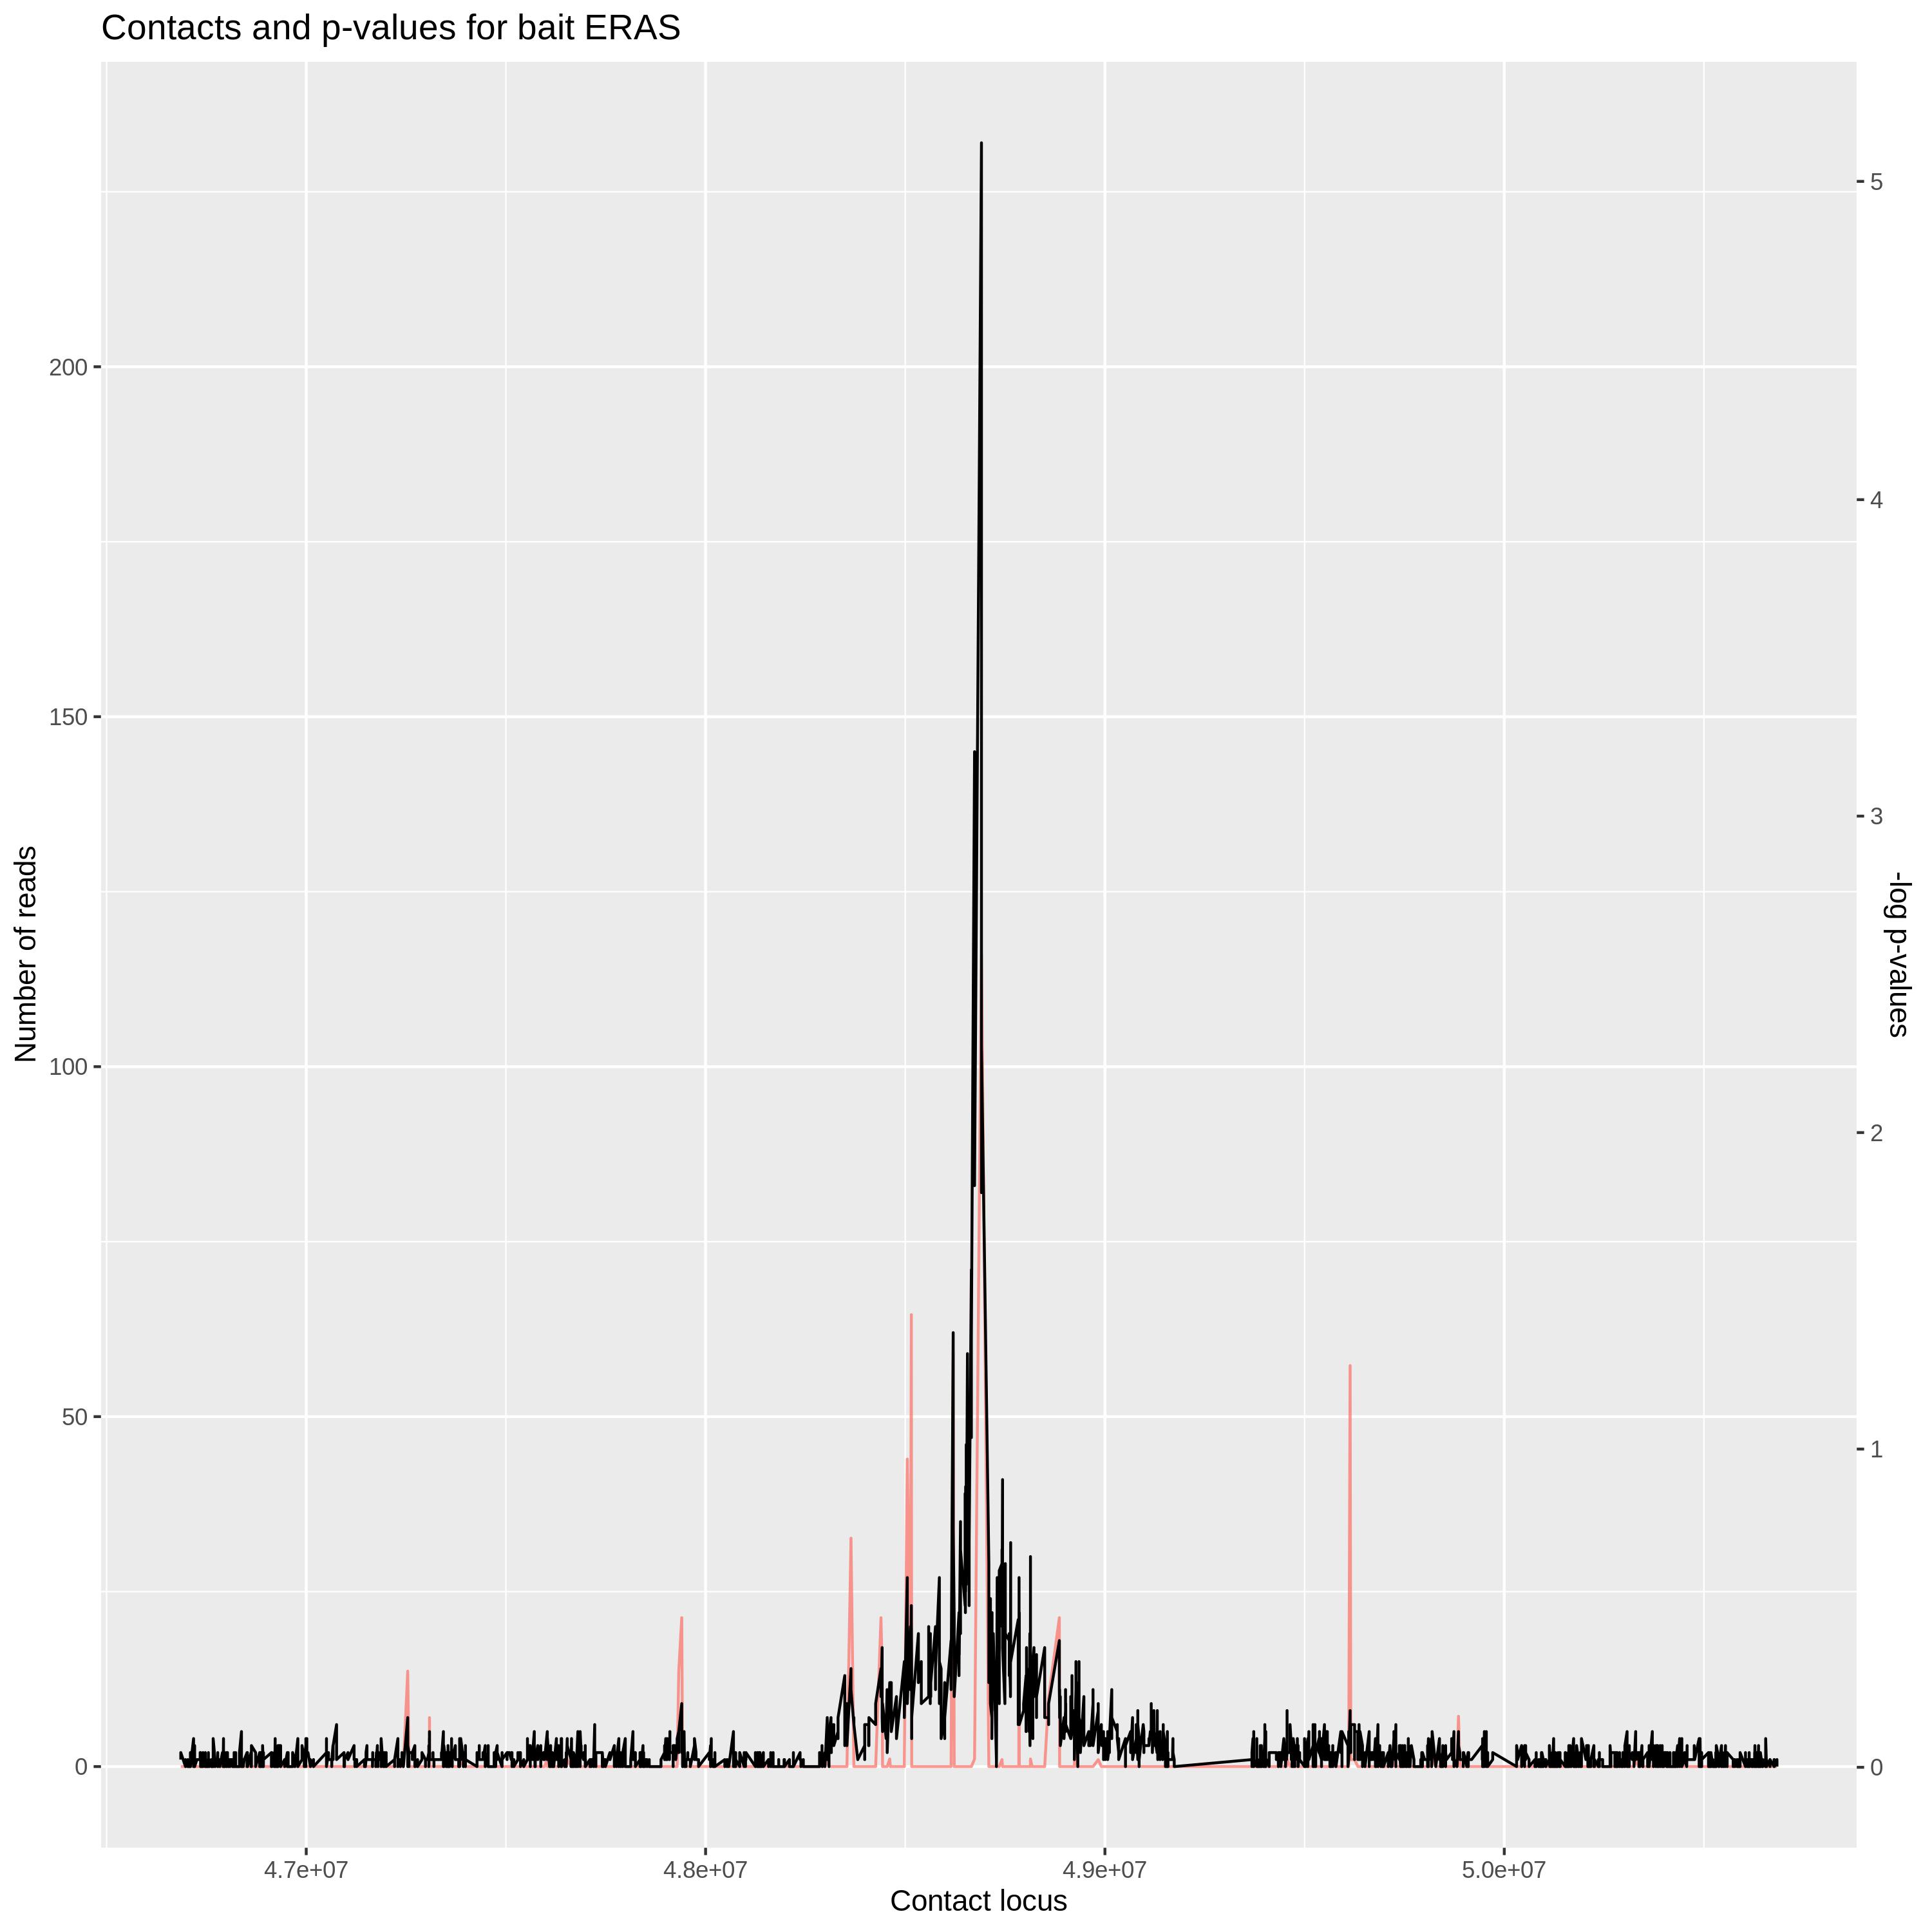 Contacts and p-values for bait ERAS
Number of reads
200
150
100
50
0
5
4
3
2
1
0
-log p-values
4.7e+07
4.8e+07
4.9e+07
5.0e+07
Contact locus